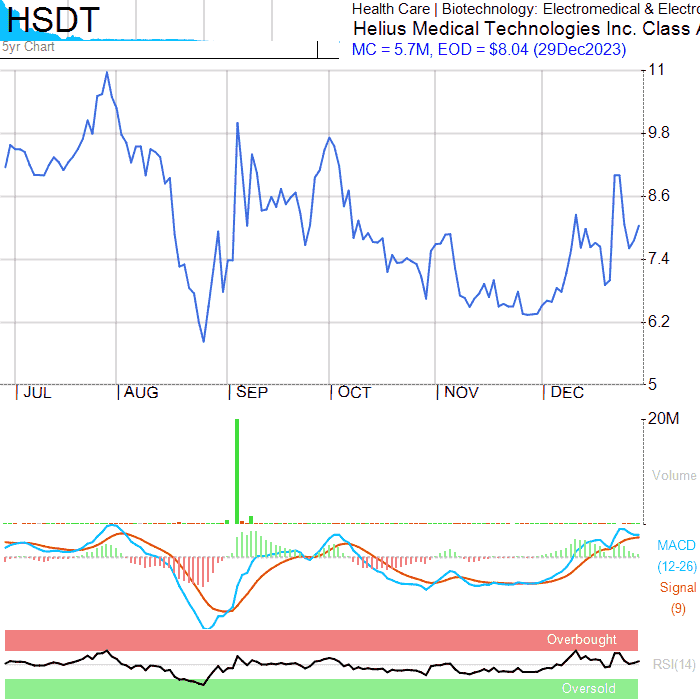 HSDT
5yr Chart
Health Care | Biotechnology: Electromedical & Electro
Helius Medical Technologies Inc. Class A
MC = 5.7M, EOD = $8.04 (29Dec2023)
11
9.8
8.6
7.4
6.2
5
JUL AUG SEP OCT NOV DEC
20M
Volume
MACD
(12-26)
Signal
(9)
Overbought
RSI(14)
Oversold